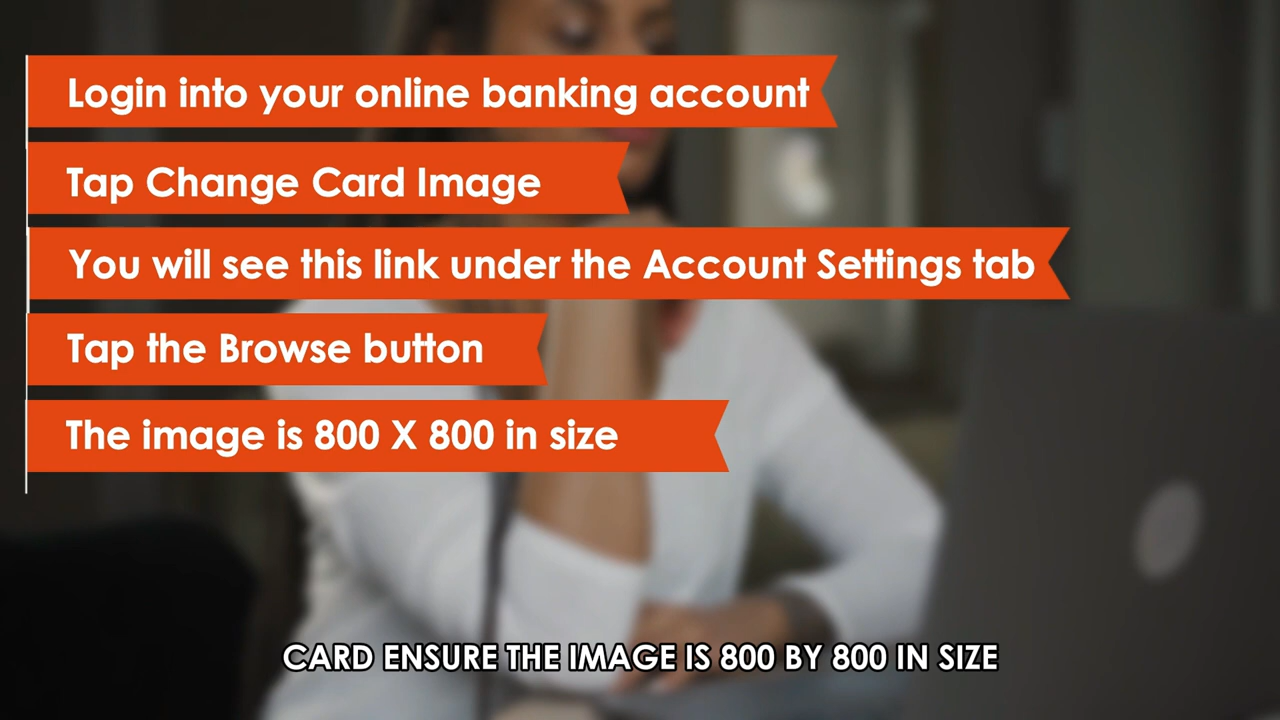 Login into your online banking account
Tap Change Card Image
You will see this link under the Account Settings tab
Tap the Browse button
The image is 800 X 800 in size
CARD ENSURE THE IMAGE IS 800 BY 800 IN SIZE